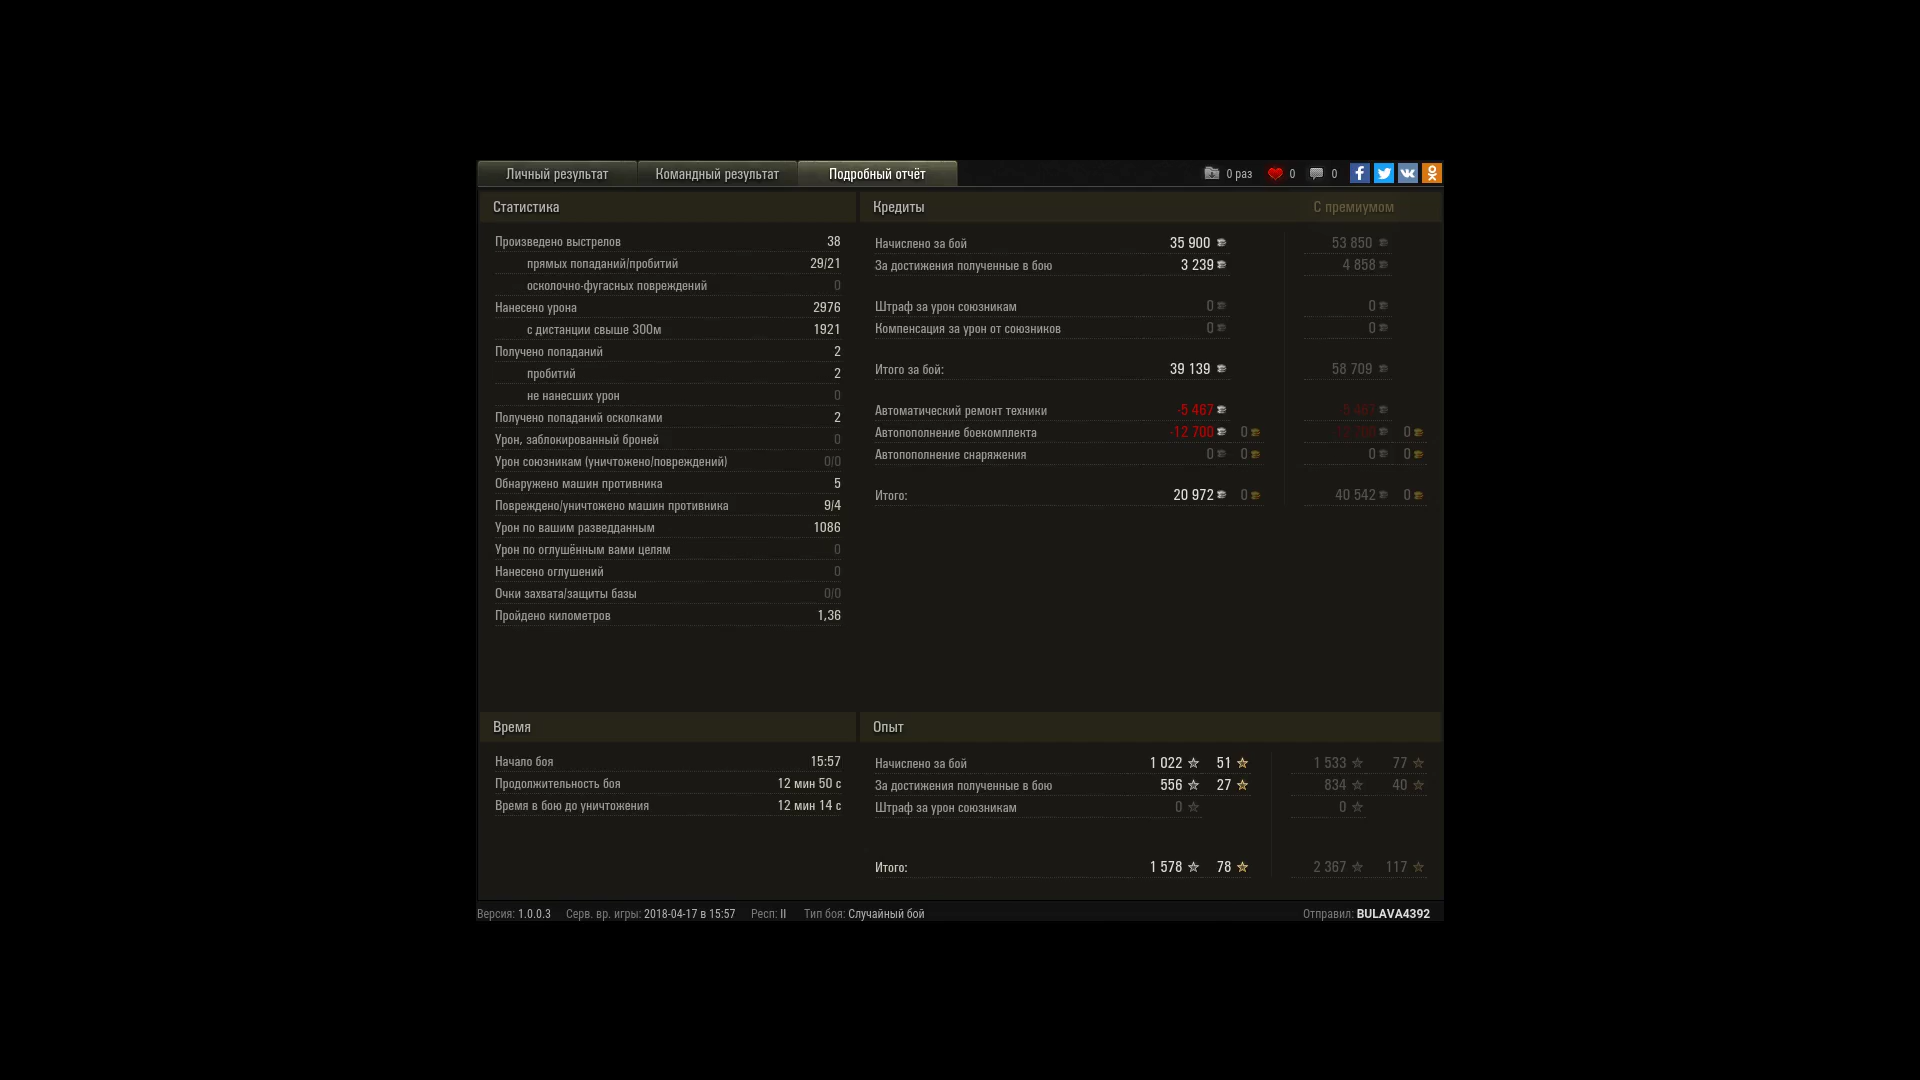 Личный результат Командный результат Подробный отчёт 0 раз 0 0
Статистика
Произведено выстрелов 38
прямых попаданий/пробитий 29/21
осколочно-фугасных повреждений 0
Нанесено урона 2976
с дистанции свыше 300м 1921
Получено попаданий 2
пробитий 2
не нанесших урон 0
Получено попаданий осколками 2
Урон, заблокированный броней 0
Урон союзникам (уничтожено/повреждений) 0/0
Обнаружено машин противника 5
Повреждено/уничтожено машин противника 9/4
Урон по вашим разведданным 1086
Урон по оглушённым вами целям 0
Нанесено оглушений 0
Очки захвата/защиты базы 0/0
Пройдено километров 1,36
Кредиты С премиумом
Начислено за бой 35 900 53 850
За достижения полученные в бою 3 239 4 858
Штраф за урон союзникам 0 0
Компенсация за урон от союзников 0 0
Итого за бой: 39 139 58 709
Автоматический ремонт техники -5 467
Автопополнение боекомплекта -12 700 0 0
Автопополнение снаряжения 0 0 0 0
Итого: 20 972 0 40 542 0
Время
Начало боя 15:57
Продолжительность боя 12 мин 50 с
Время в бою до уничтожения 12 мин 14 с
Опыт
Начислено за бой 1 022 51 1 533 77
За достижения полученные в бою 556 27 834 40
Штраф за урон союзникам 0 0
Итого: 1 578 78 2 367 117
Версия: 1.0.0.3 Серв. вр. игры: 2018-04-17 в 15:57 Респ: II Тип боя: Случайный бой Отправил: BULAVA4392